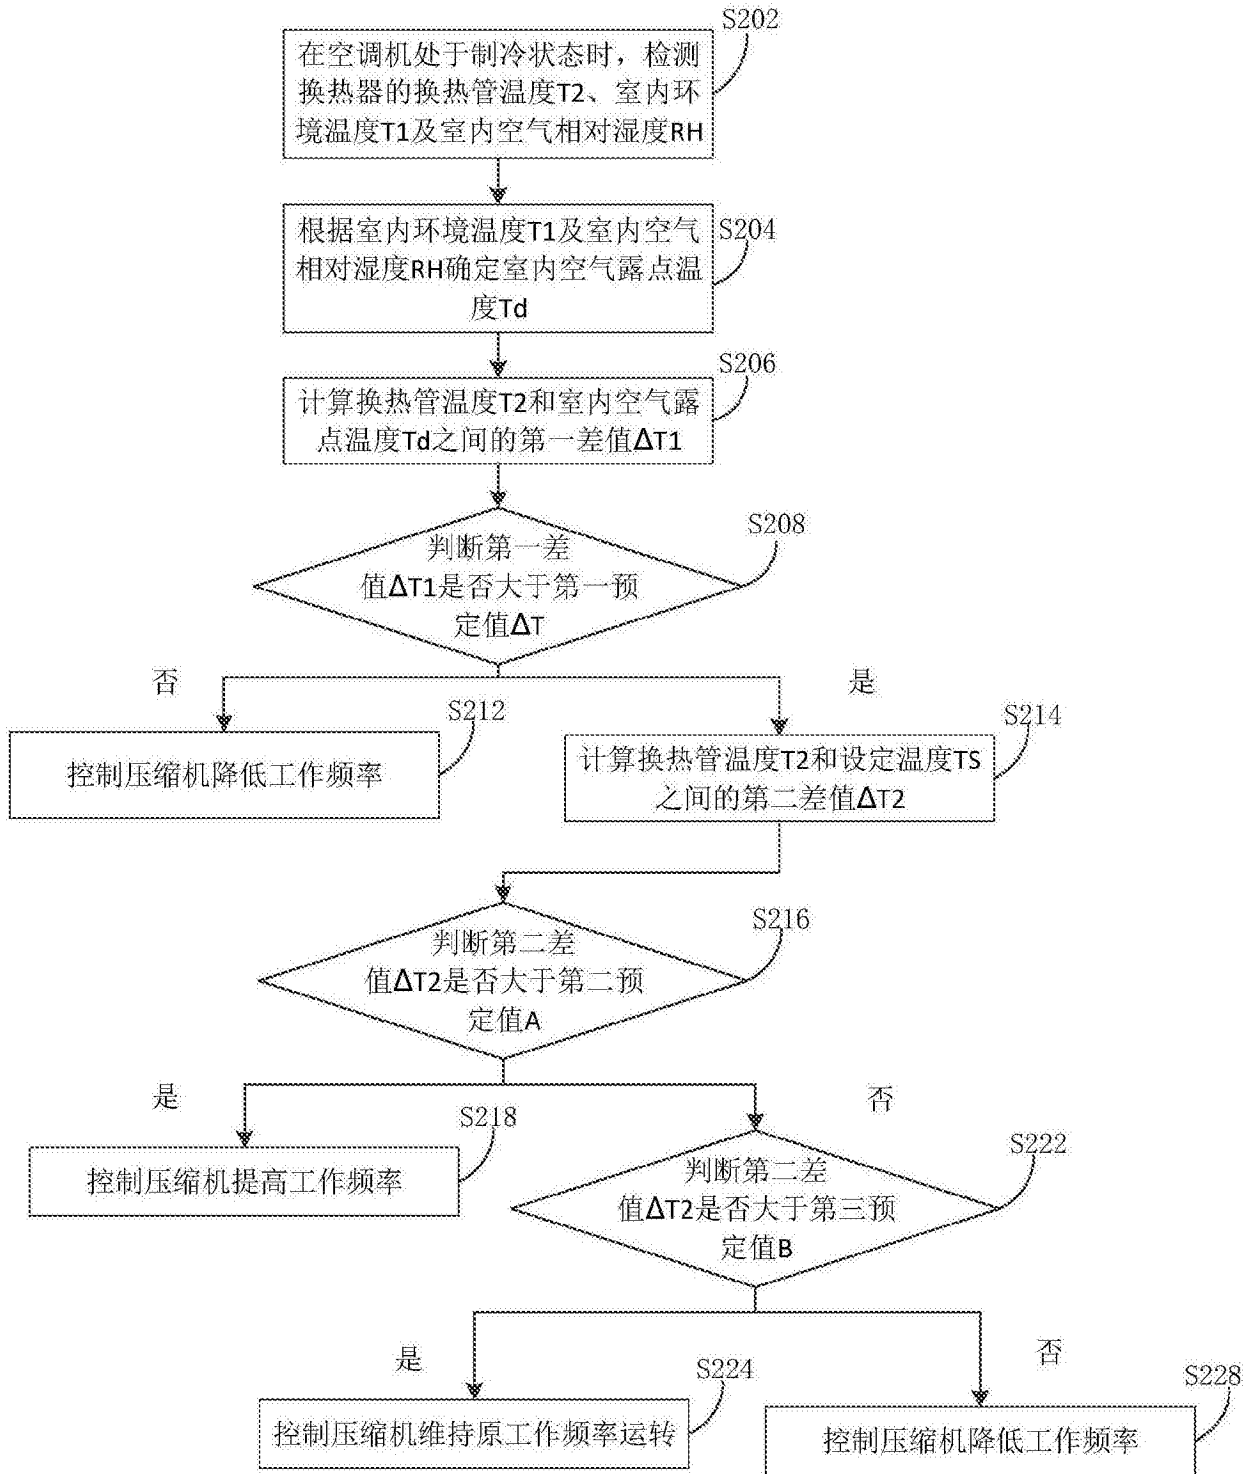 S202
在空调机处于制冷状态时，检测
换热器的换热管温度T2、室内环
境温度T1及室内空气相对湿度RH
S204
根据室内环境温度T1及室内空气
相对湿度RH确定室内空气露点温
度Td
S206
计算换热管温度T2和室内空气露
点温度Td之间的第一差值ΔT1
S208
判断第一差
值ΔT1是否大于第一预
定值ΔT
否
是
S212
控制压缩机降低工作频率
S214
计算换热管温度T2和设定温度TS
之间的第二差值ΔT2
S216
判断第二差
值ΔT2是否大于第二预
定值A
是
否
S218
控制压缩机提高工作频率
S222
判断第二差
值ΔT2是否大于第三预
定值B
是
否
S224
控制压缩机维持原工作频率运转
S228
控制压缩机降低工作频率